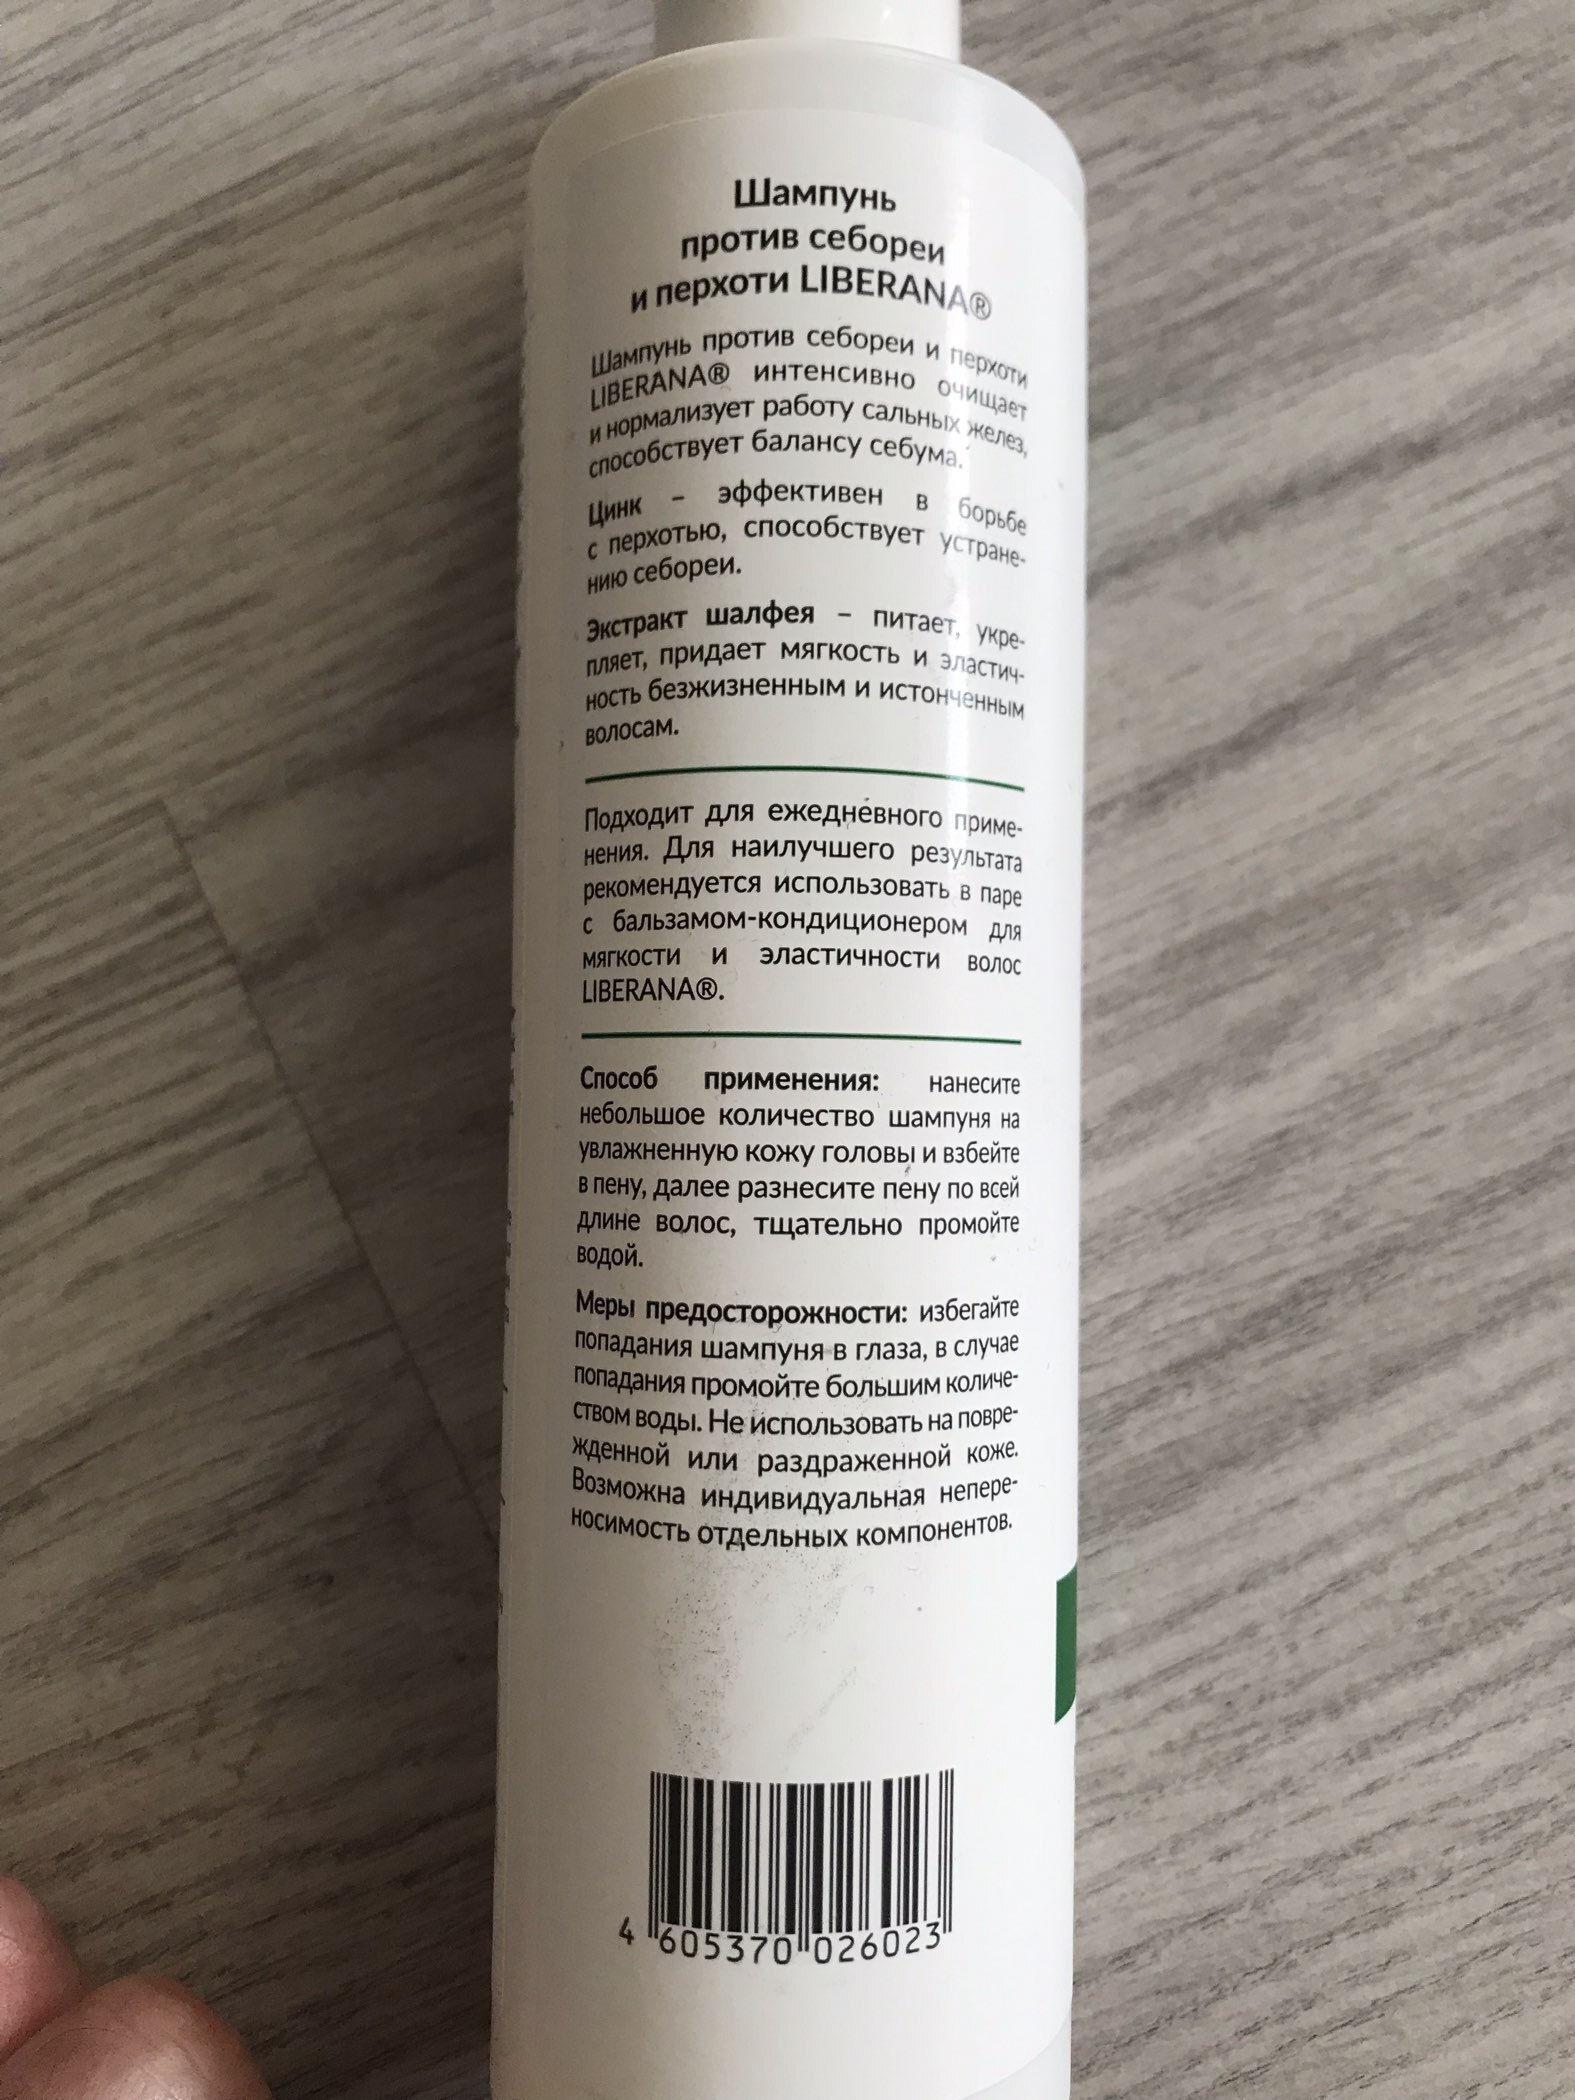 Шампунь
против себореи
и перхоти LIBERANA®
Шампунь против себореи и перхоти
LIBERANA® интенсивно очищает
и нормализует работу сальных желез,
способствует балансу себума.
Цинк – эффективен в борьбе
с перхотью, способствует устране-
нию себореи.
Экстракт шалфея – питает, укре-
пляет, придает мягкость и эластич-
ность безжизненным и истонченным
волосам.
Подходит для ежедневного приме-
нения. Для наилучшего результата
рекомендуется использовать в паре
с бальзамом-кондиционером для
мягкости и эластичности волос
LIBERANA®.
Способ применения: нанесите
небольшое количество шампуня на
увлажненную кожу головы и взбейте
в пену, далее разнесите пену по всей
длине волос, тщательно промойте
водой.
Меры предосторожности: избегайте
попадания шампуня в глаза, в случае
попадания промойте большим количе-
ством воды. Не использовать на повре-
жденной или раздраженной коже.
Возможна индивидуальная непере-
носимость отдельных компонентов.
4 605370 026023